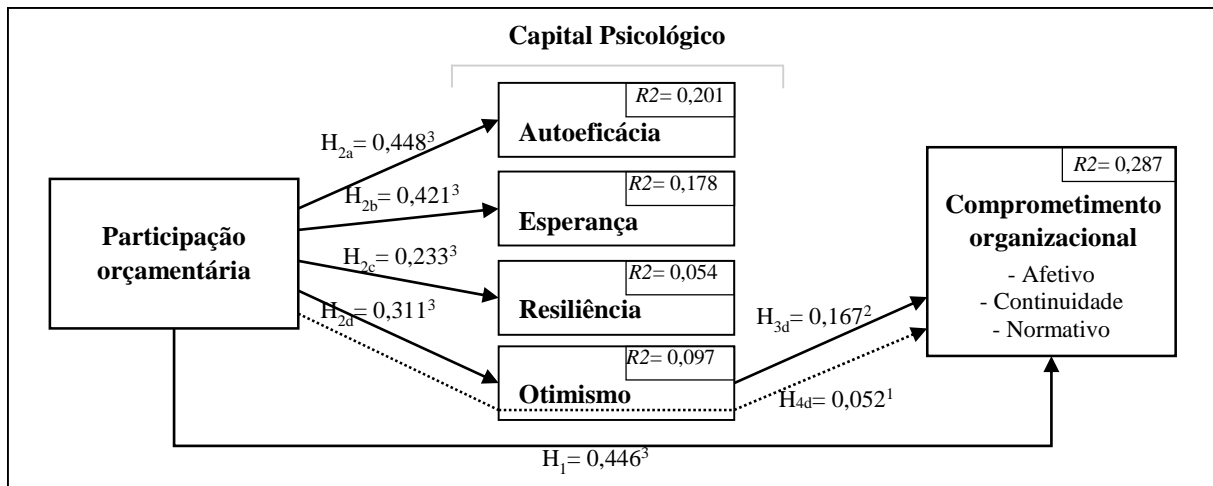 Capital Psicológico
R2= 0,201
Autoeficácia
H2a= 0,448³
R2= 0,287
R2= 0,178
H2b= 0,421³
Esperança
Comprometimento
organizacional
Participação
orçamentária
H2c= 0,233³
R2= 0,054
Resiliência
- Afetivo
- Continuidade
- Normativo
H2d= 0,311³
H3d= 0,167²
R2= 0,097
Otimismo
H4d= 0,052¹
H1= 0,446³